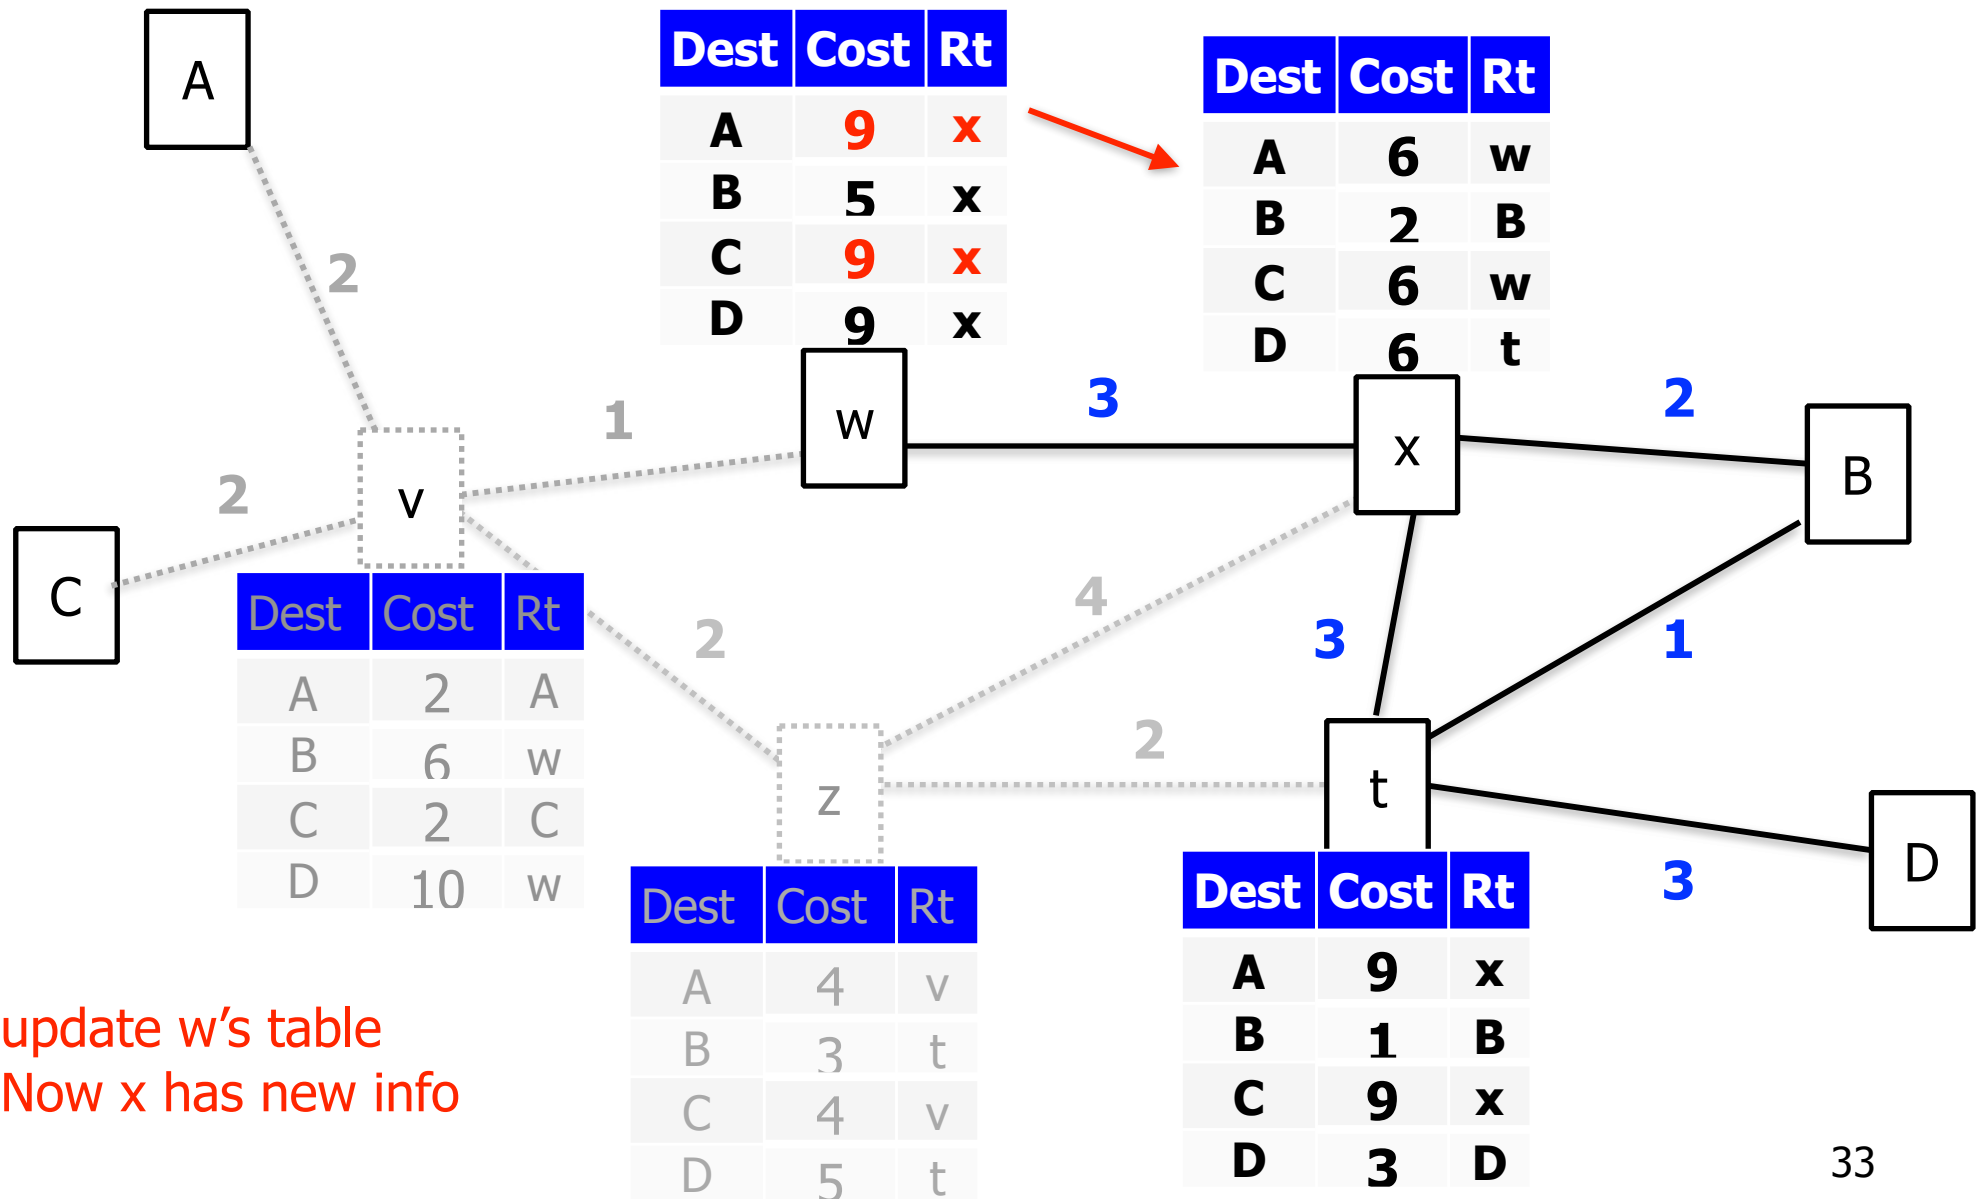 A
Dest Cost Rt
A 9 x
B 5 x
C 9 x
D 9 x
Dest Cost Rt
A 6 w
B 2 B
C 6 w
D 6 t
2
1
w
3
x
2
B
2
v
C
Dest Cost Rt
A 2 A
B 6 w
C 2 C
D 10 w
2
4
3
1
2
z
t
D
3
Dest Cost Rt
A 4 v
B 3 t
C 4 v
D 5 t
Dest Cost Rt
A 9 x
B 1 B
C 9 x
D 3 D
update w’s table
Now x has new info
33